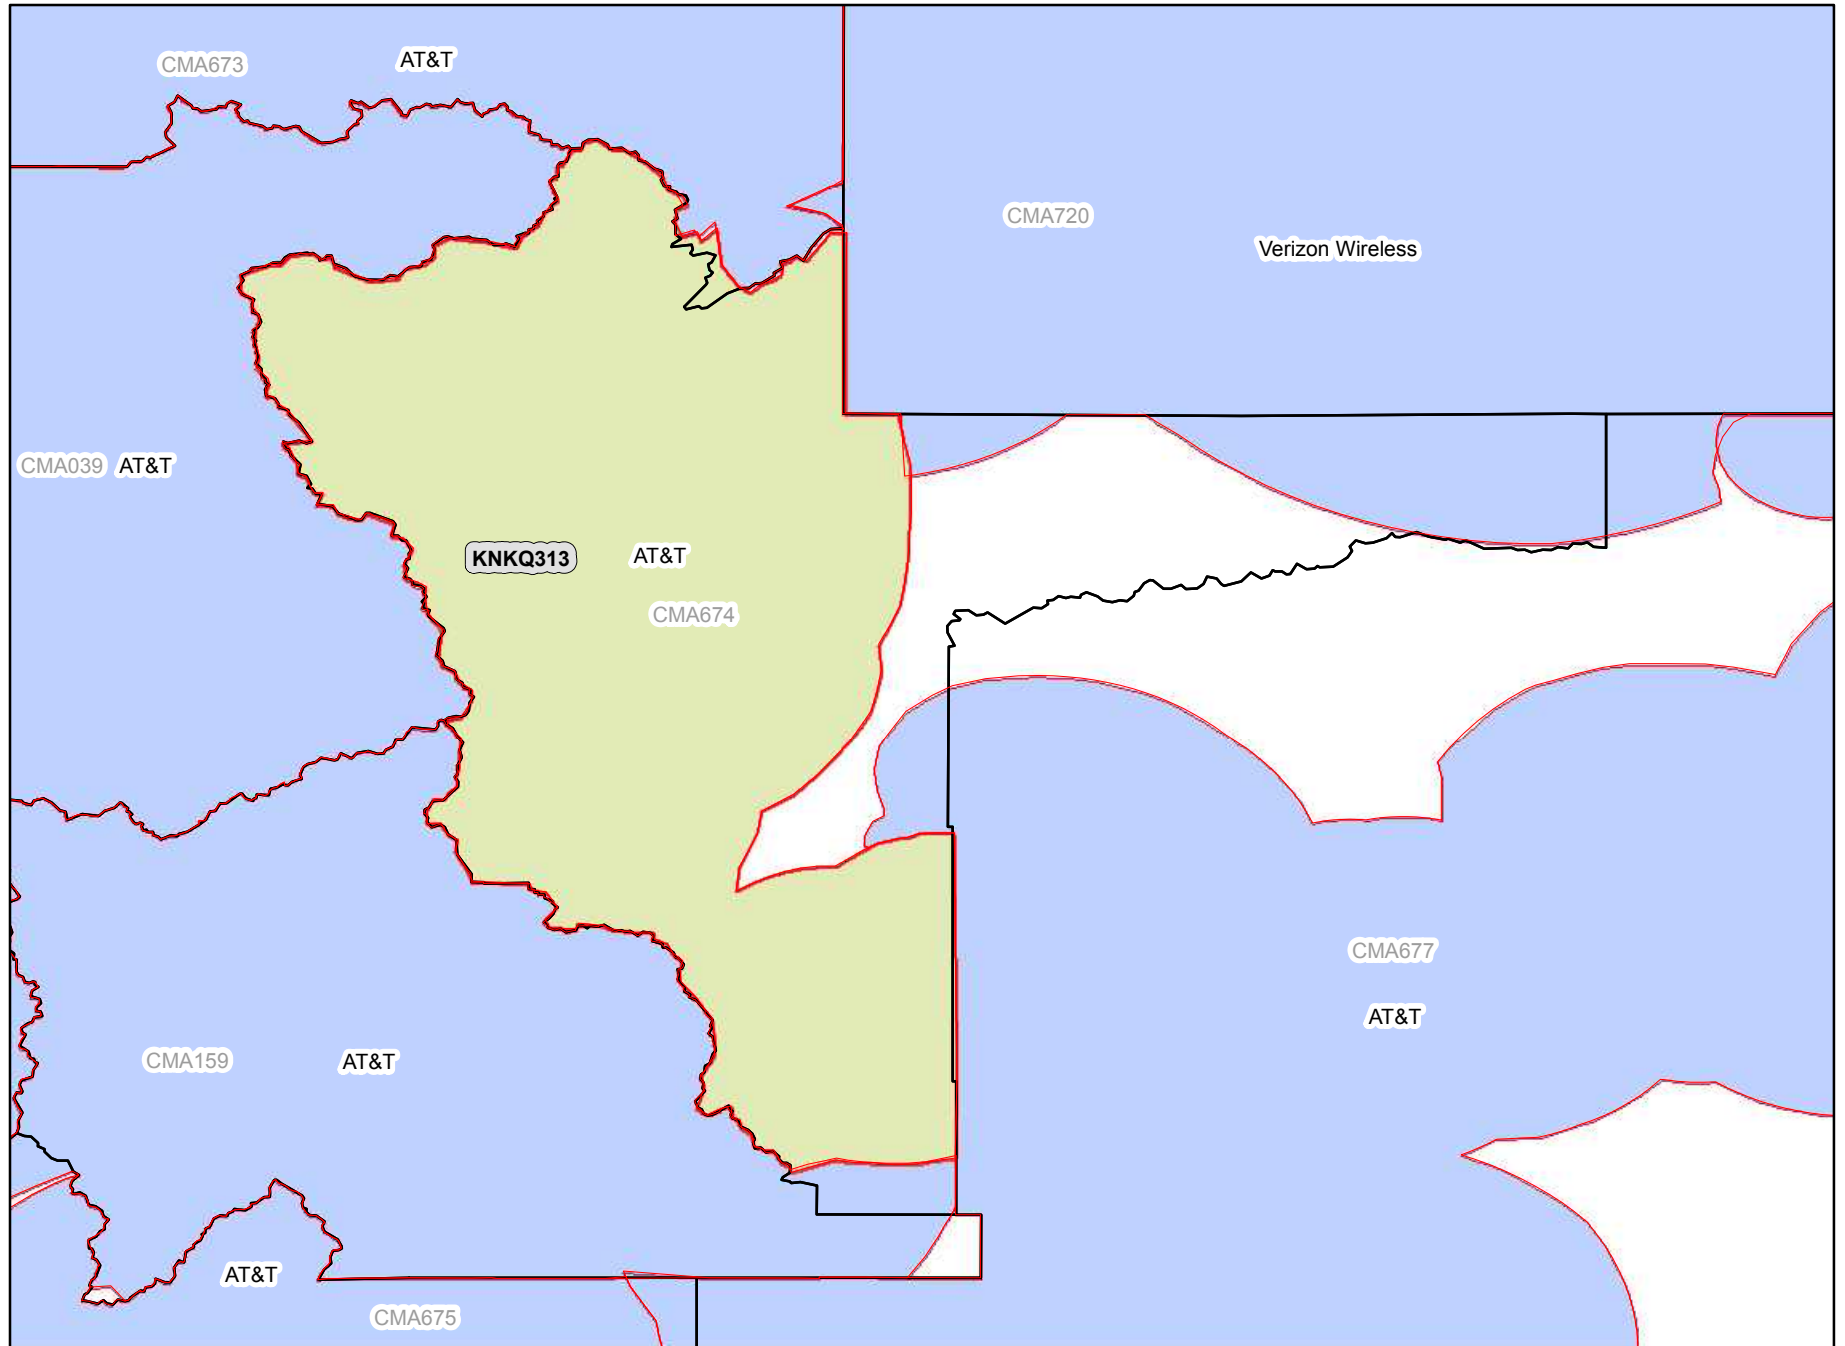 CMA673
AT&T
CMA720
Verizon Wireless
CMA039 AT&T
KNKQ313
AT&T
CMA674
CMA677
AT&T
CMA159
AT&T
AT&T
CMA675